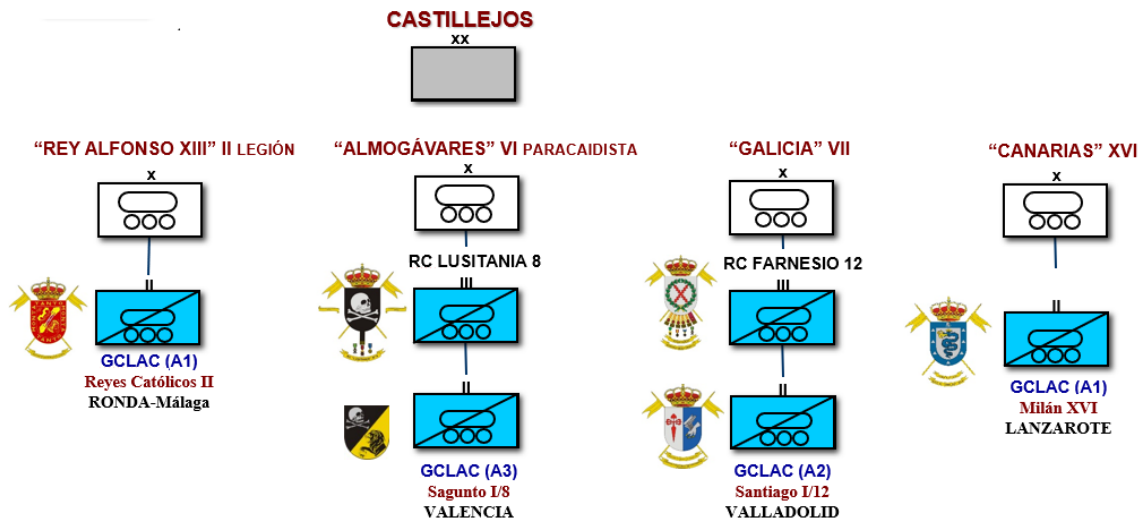 CASTILLEJOS
XX
“REY ALFONSO XIII” II LEGIÓN
“ALMOGÁVARES” VI PARACAIDISTA
“GALICIA” VII
“CANARIAS” XVI
X
X
X
X
RC LUSITANIA 8
RC FARNESIO 12
II
III
III
II
GCLAC (A1)
Reyes Católicos II
RONDA-Málaga
II
II
GCLAC (A1)
Milán XVI
LANZAROTE
GCLAC (A3)
Sagunto I/8
VALENCIA
GCLAC (A2)
Santiago I/12
VALLADOLID